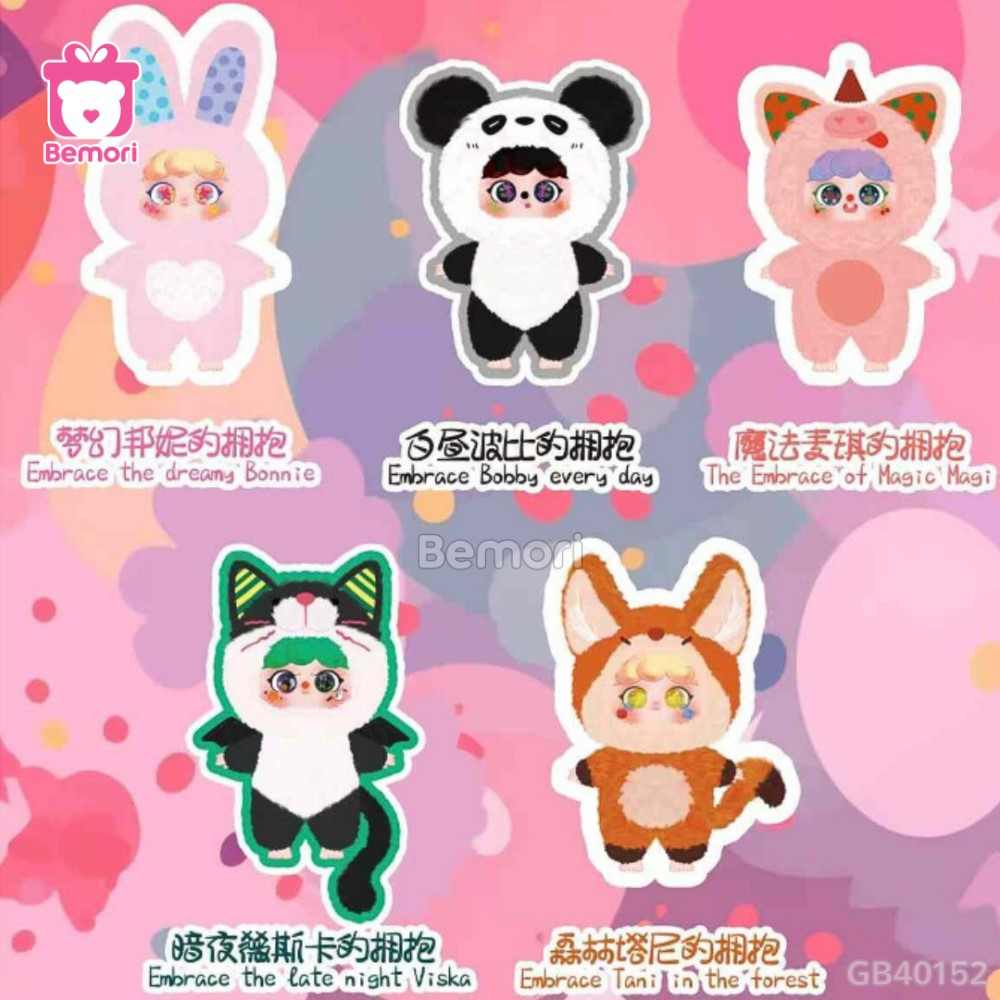 Bemori
梦幻邦妮的拥抱
Embrace the dreamy Bonnie
白昼波比的拥抱
Embrace Bobby every day
魔法麦琪的拥抱
The Embrace of Magic Magi
Bemori
暗夜薇斯卡的拥抱
Embrace the late night Viska
森林塔尼的拥抱
Embrace Tani in the forest
GB40152